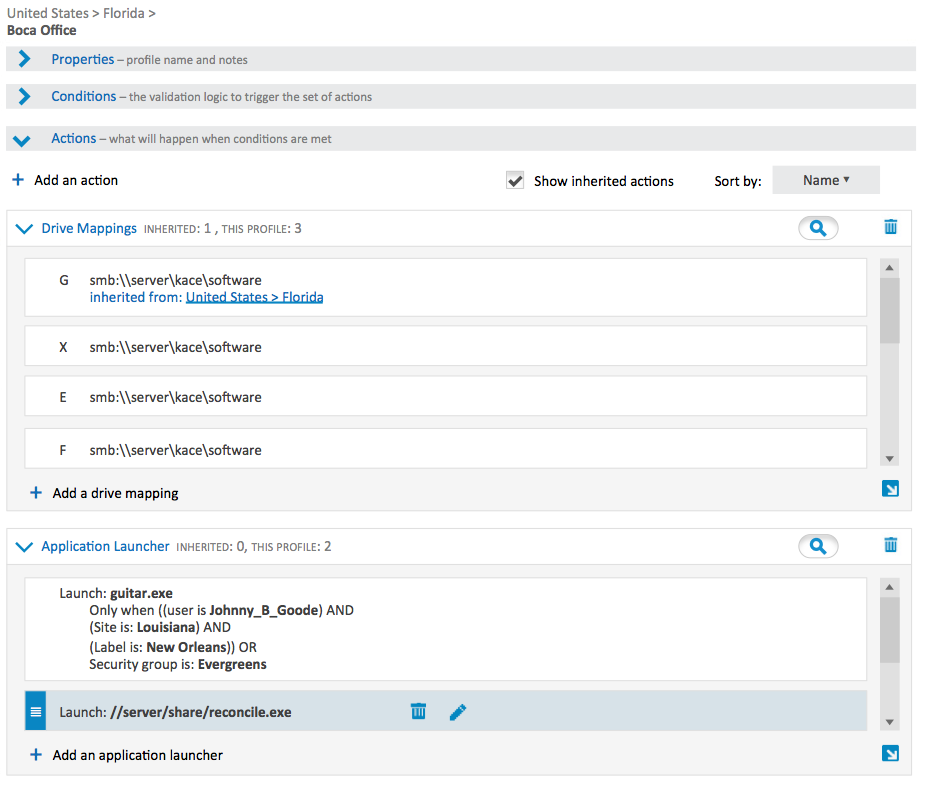 United States > Florida >
Boca Office
Properties – profile name and notes
Conditions – the validation logic to trigger the set of actions
Actions – what will happen when conditions are met
+ Add an action
Show inherited actions
Sort by:
Name
Drive Mappings INHERITED: 1 , THIS PROFILE: 3
G smb:\\server\kace\software
inherited from: United States > Florida
X smb:\\server\kace\software
E smb:\\server\kace\software
F smb:\\server\kace\software
+ Add a drive mapping
Application Launcher INHERITED: 0, THIS PROFILE: 2
Launch: guitar.exe
Only when ((user is Johnny_B_Goode) AND
(Site is: Louisiana) AND
(Label is: New Orleans)) OR
Security group is: Evergreens
Launch: //server/share/reconcile.exe
+ Add an application launcher